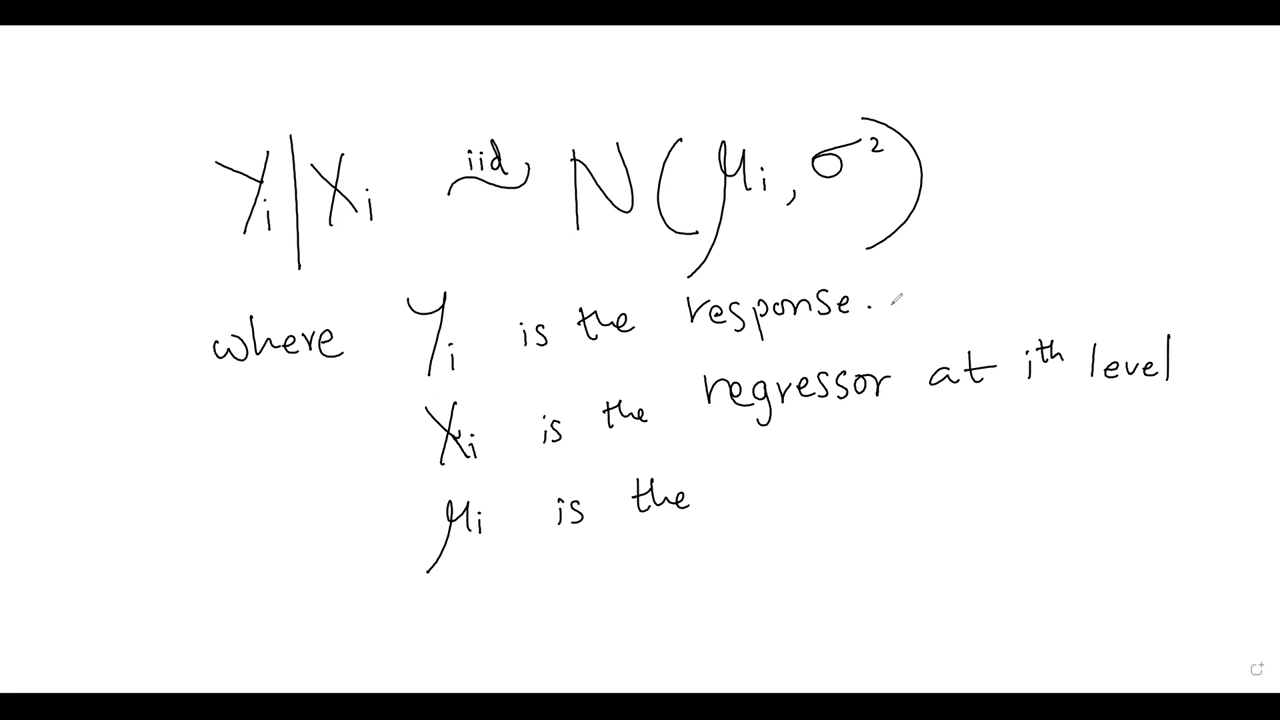 Yi | Xi iid ~ N(μi, σ²)
where Yi is the response.
Xi is the regressor at ith level
μi is the